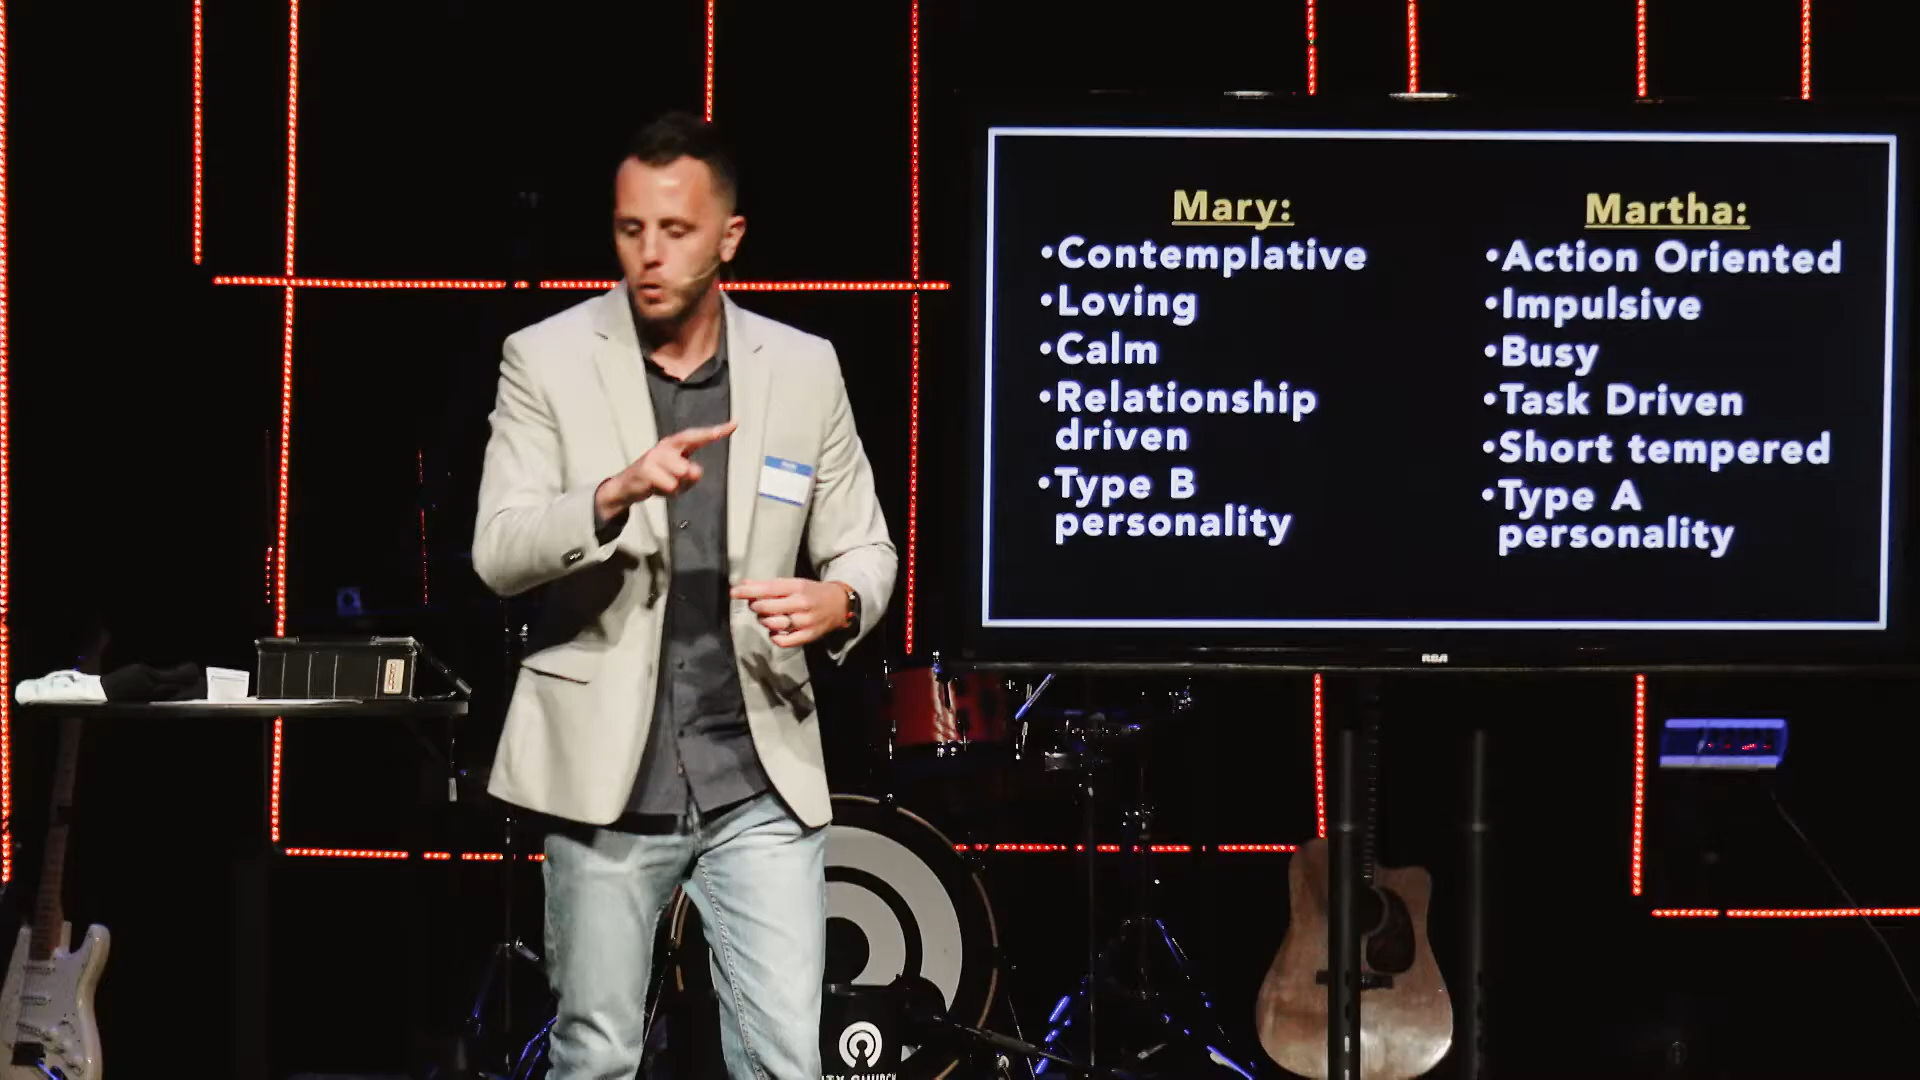 Mary:
•Contemplative
•Loving
•Calm
•Relationship
driven
•Type B
personality
Martha:
•Action Oriented
•Impulsive
•Busy
•Task Driven
•Short tempered
•Type A
personality
RCA
CHURCH